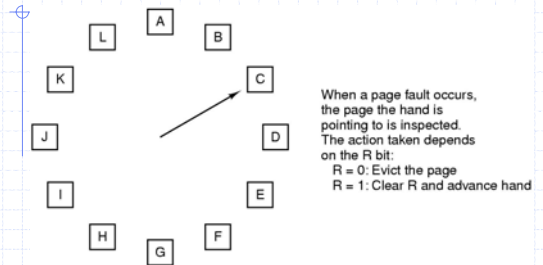 A
L
B
K
C
J
D
I
E
H
F
G
When a page fault occurs,
the page the hand is
pointing to is inspected.
The action taken depends
on the R bit:
R = 0: Evict the page
R = 1: Clear R and advance hand